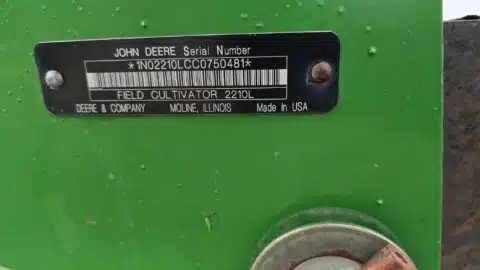 JOHN DEERE Serial Number
*1N02210LCC0750481*
FIELD CULTIVATOR 2210L
DEERE & COMPANY MOLINE, ILLINOIS Made In USA